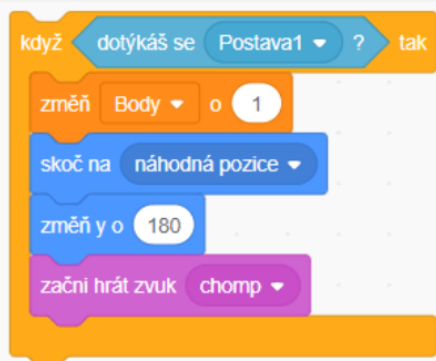 když dotýkáš se Postava1 ? tak
změň Body o 1
skoč na náhodná pozice
změň y o 180
začni hrát zvuk chomp